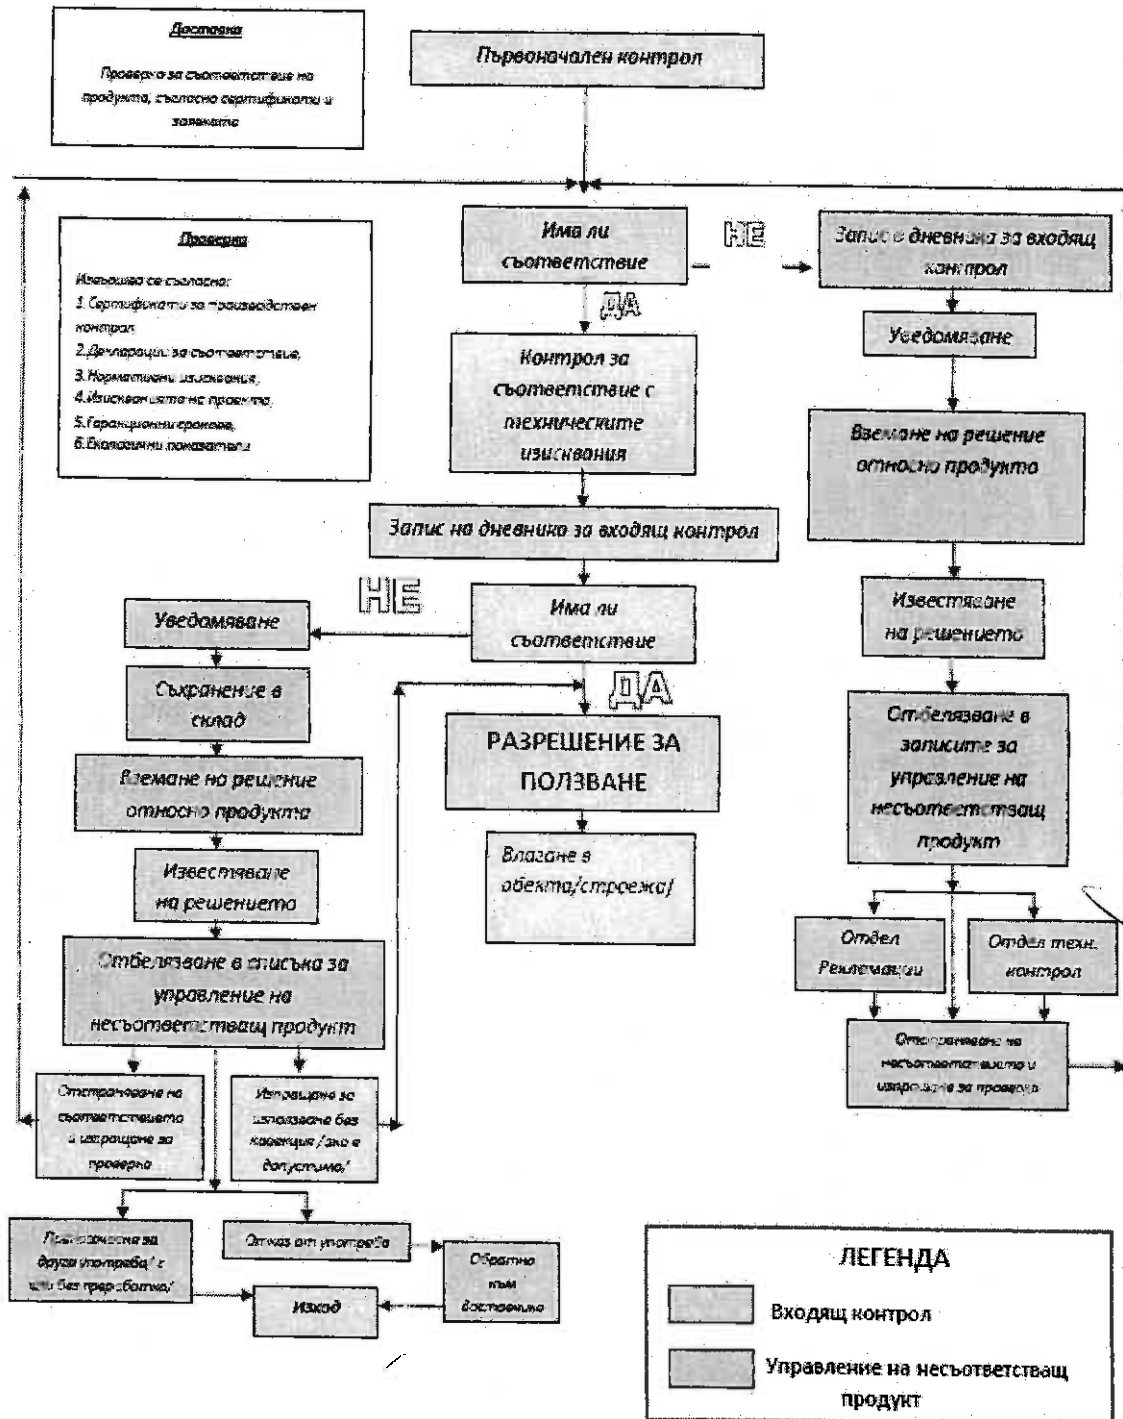 Доставка
Проверка за съответствие на
продукта, съгласно сертификати и
заявката
Първоначален контрол
Проверка
Извършва се съгласно:
1.Сертификати за производствен
контрол
2.Декларации за съответствие,
3.Нормативни изисквания,
4.Изискванията на проекта,
5.Гаранционни срокове,
6.Екологични показатели
Има ли
съответствие
НЕ
ДА
Запис в дневника за входящ
контрол
Уведомяване
Вземане на решение
относно продукта
Известяване
на решението
Отбелязване в
записите за
управление на
несъответстващ
продукт
Отдел
Рекламации
Отдел техн.
контрол
Отстраняване на
несъответствието и
изпращане за проверка
Контрол за
съответствие с
техническите
изисквания
Запис на дневника за входящ контрол
Има ли
съответствие
НЕ
ДА
РАЗРЕШЕНИЕ ЗА
ПОЛЗВАНЕ
Влагане в
обекта/строежа/
Уведомяване
Съхранение в
склад
Вземане на решение
относно продукта
Известяване
на решението
Отбелязване в списъка за
управление на
несъответстващ продукт
Отстраняване на
съответствието
и изпращане за
проверка
Изпращане за
използване без
корекция /ако е
допустимо/
за
друга употреба/ с
или без преработка/
Отказ от употреба
Обратно
към
доставчика
Изход
ЛЕГЕНДА
Входящ контрол
Управление на несъответстващ
продукт